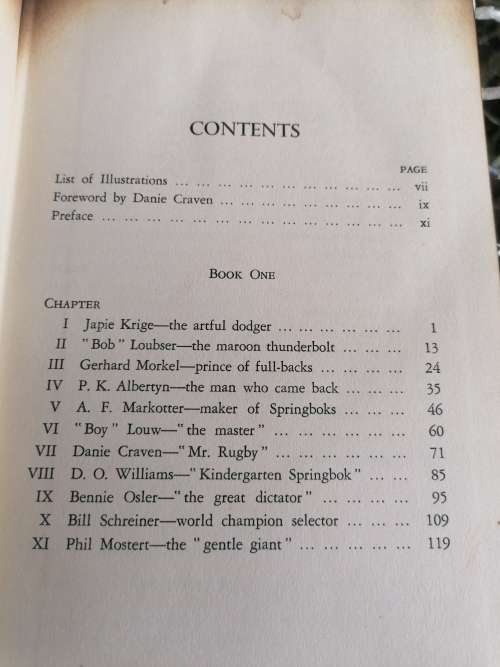 CONTENTS
PAGE
List of Illustrations ... ... ... ... ... ... ... ... ... ... ... vii
Foreword by Danie Craven ... ... ... ... ... ... ... ... ... ix
Preface ... ... ... ... ... ... ... ... ... ... ... ... ... ... ... xi
BOOK ONE
CHAPTER
I Japie Krige—the artful dodger ... ... ... ... ... ... 1
II "Bob" Loubser—the maroon thunderbolt ... ... ... 13
III Gerhard Morkel—prince of full-backs ... ... ... ... 24
IV P. K. Albertyn—the man who came back ... ... ... 35
V A. F. Markotter—maker of Springboks ... ... ... 46
VI "Boy" Louw—"the master" ... ... ... ... ... ... ... 60
VII Danie Craven—"Mr. Rugby" ... ... ... ... ... ... 71
VIII D. O. Williams—"Kindergarten Springbok" ... ... 85
IX Bennie Osler—"the great dictator" ... ... ... ... 95
X Bill Schreiner—world champion selector ... ... ... 109
XI Phil Mostert—the "gentle giant" ... ... ... ... ... 119